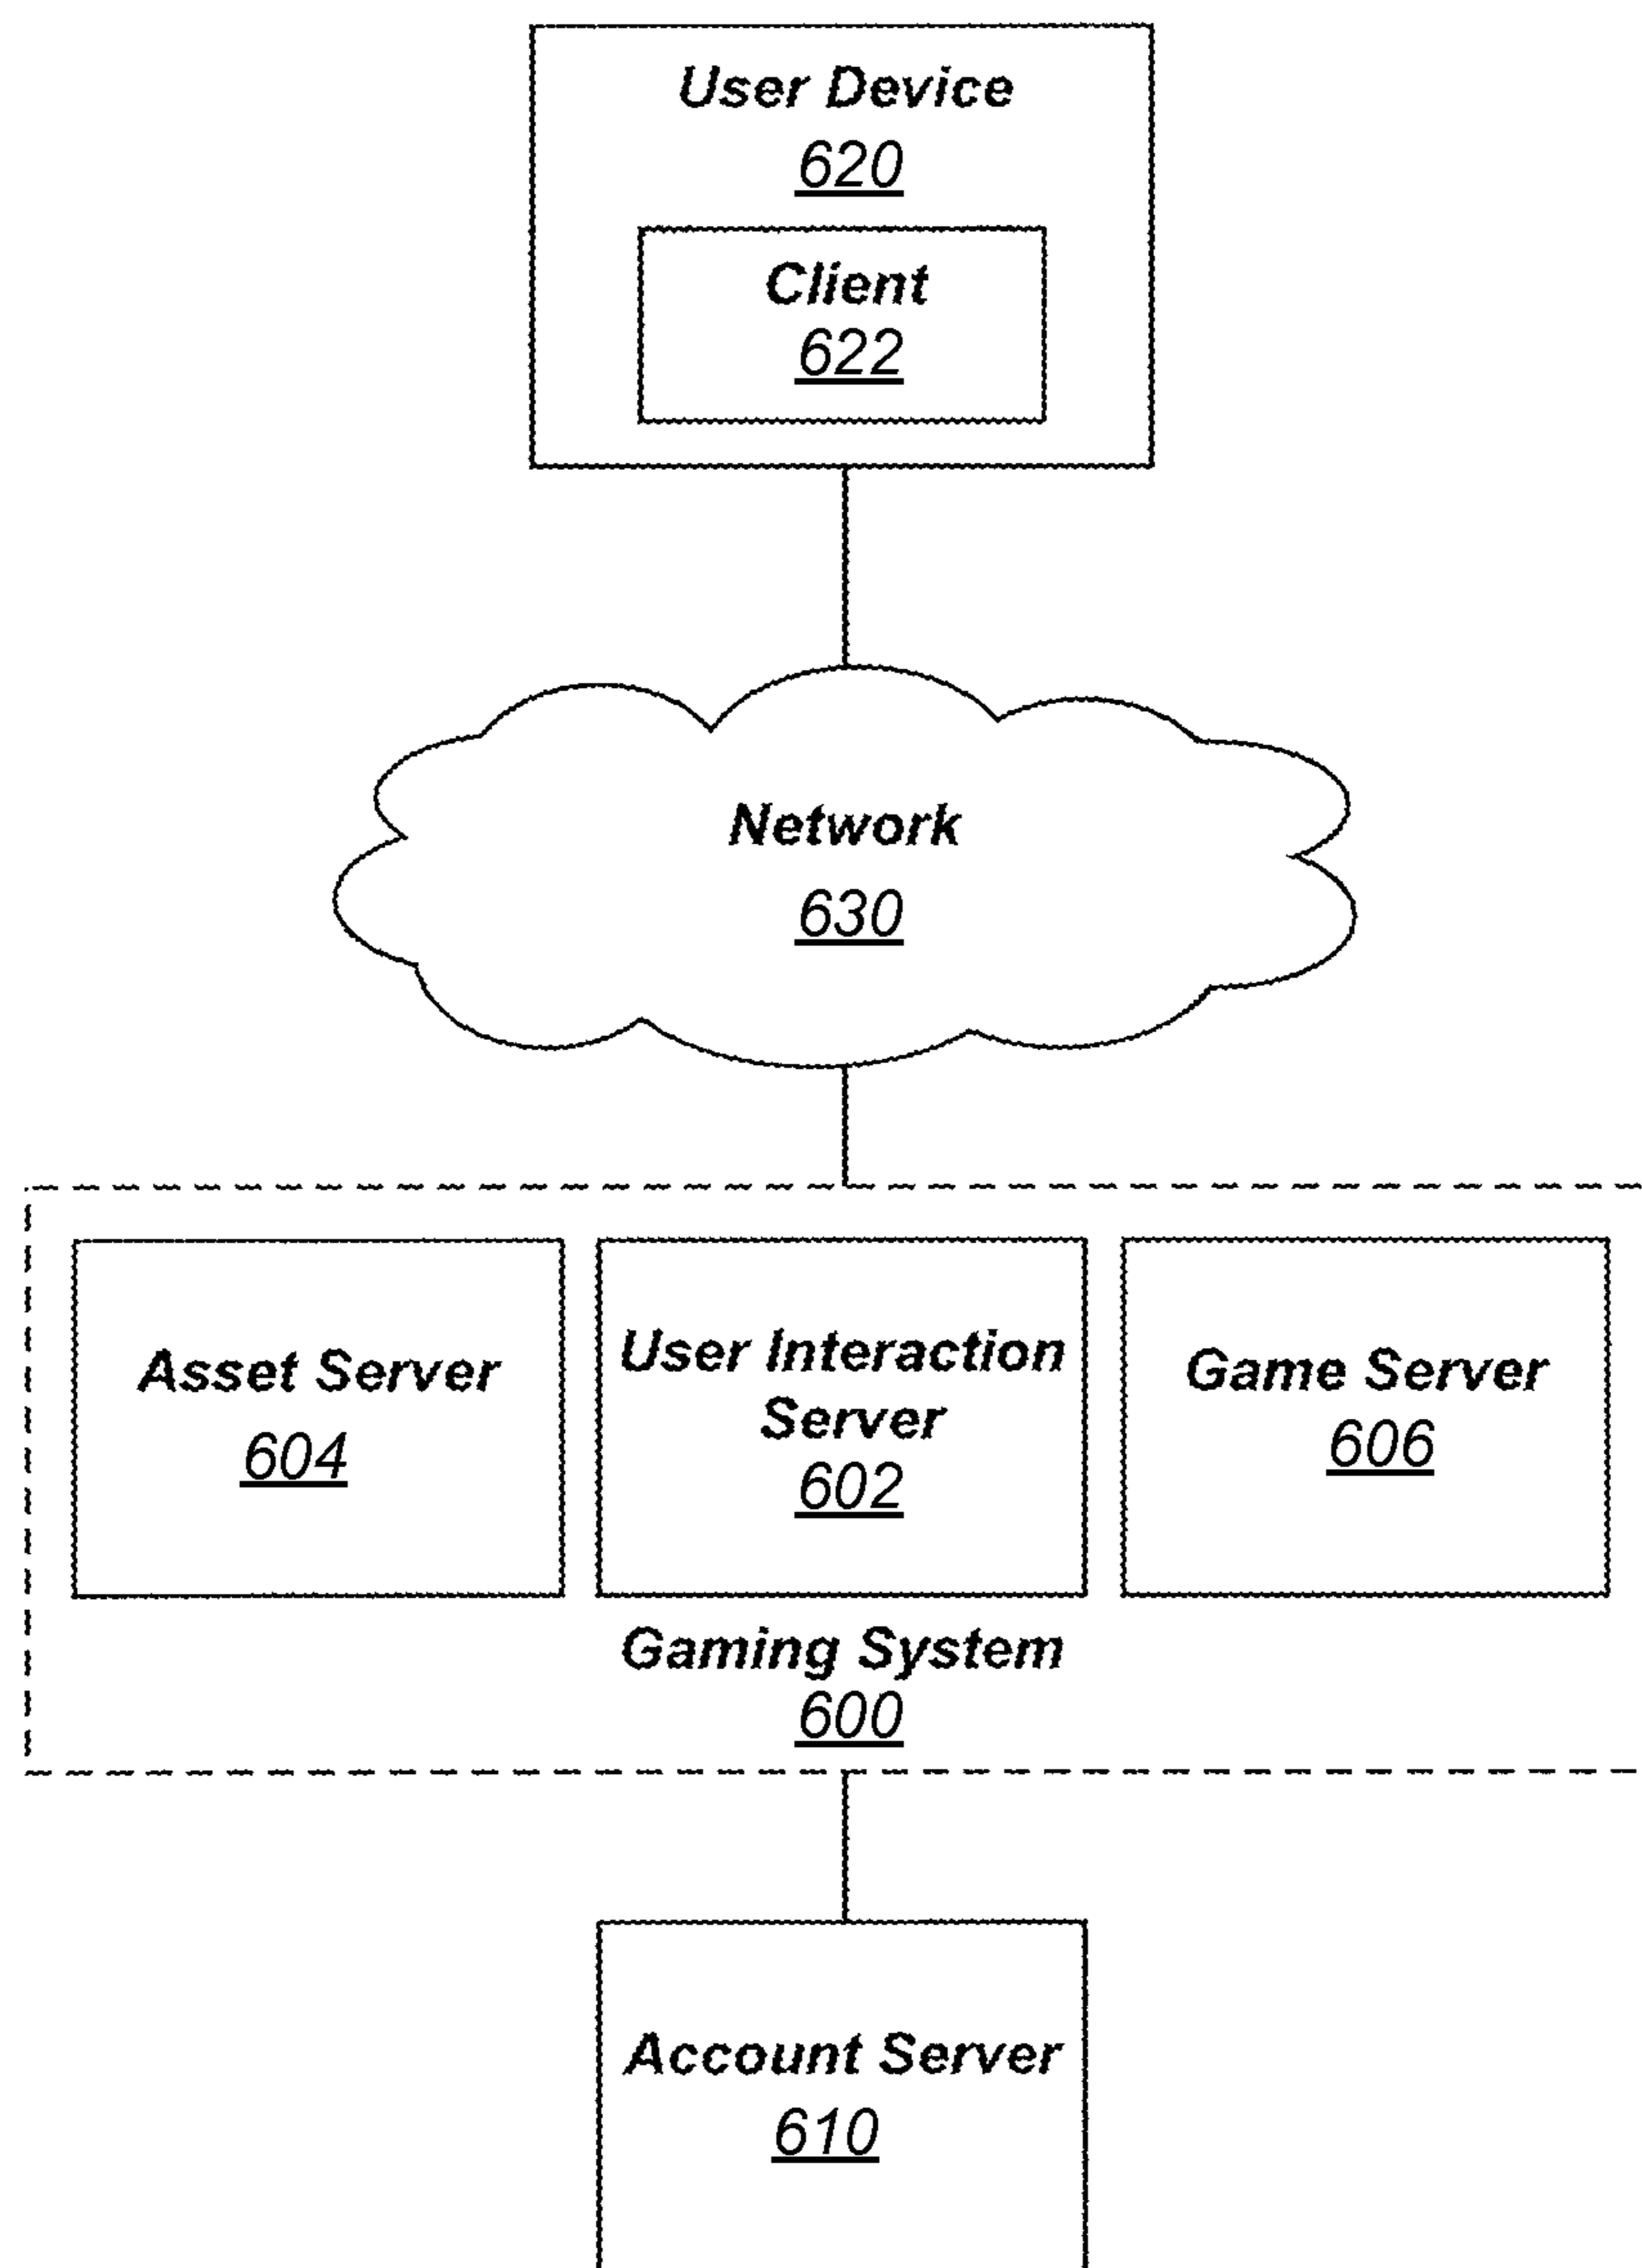 User Device
620
Client
622
Network
630
Asset Server
604
User Interaction
Server
602
Game Server
606
Gaming System
600
Account Server
610